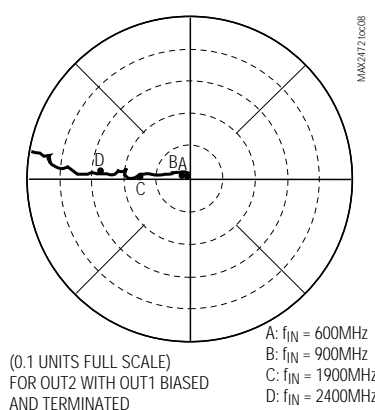 MAX2472 toc08
D
BA
C
(0.1 UNITS FULL SCALE)
FOR OUT2 WITH OUT1 BIASED
AND TERMINATED
A: fIN = 600MHz
B: fIN = 900MHz
C: fIN = 1900MHz
D: fIN = 2400MHz